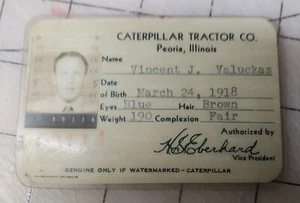 CATERPILLAR TRACTOR CO.
Peoria, Illinois
Name
Vincent J. Valuckas
Date
of Birth March 24, 1918
Eyes Blue Hair Brown
Weight 190 Complexion Fair
Authorized by
H S Eberhard
Vice President
GENUINE ONLY IF WATERMARKED - CATERPILLAR